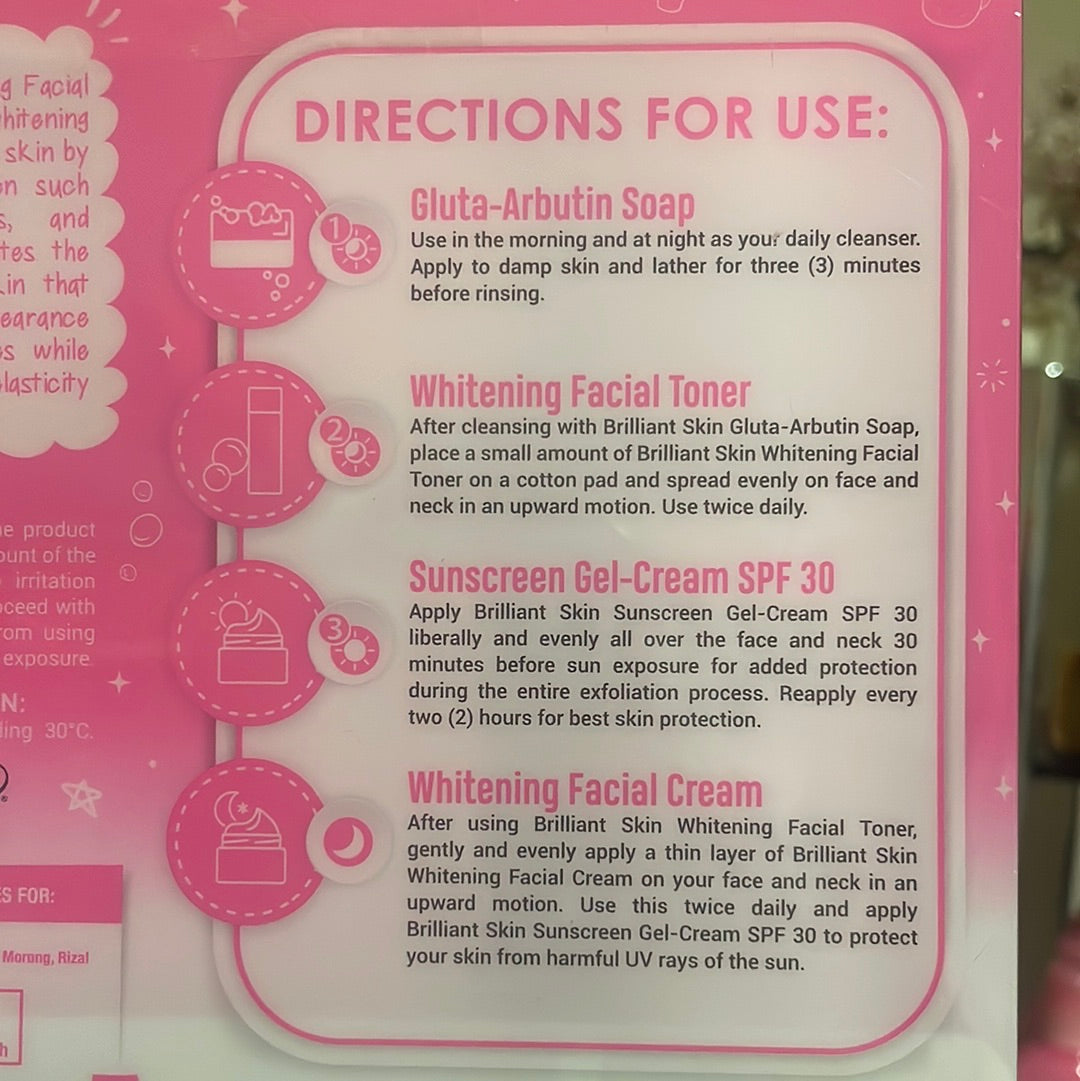 g Facial
hitening
skin by
on such
s, and
tes the
in that
earance
s while
lasticity
e product
ount of the
irritation
oceed with
rom using
exposure.
N:
ding 30°C.
ES FOR:
Morong, Rizal
h
DIRECTIONS FOR USE:
1
Gluta-Arbutin Soap
Use in the morning and at night as your daily cleanser.
Apply to damp skin and lather for three (3) minutes
before rinsing.
2
Whitening Facial Toner
After cleansing with Brilliant Skin Gluta-Arbutin Soap,
place a small amount of Brilliant Skin Whitening Facial
Toner on a cotton pad and spread evenly on face and
neck in an upward motion. Use twice daily.
3
Sunscreen Gel-Cream SPF 30
Apply Brilliant Skin Sunscreen Gel-Cream SPF 30
liberally and evenly all over the face and neck 30
minutes before sun exposure for added protection
during the entire exfoliation process. Reapply every
two (2) hours for best skin protection.
Whitening Facial Cream
After using Brilliant Skin Whitening Facial Toner,
gently and evenly apply a thin layer of Brilliant Skin
Whitening Facial Cream on your face and neck in an
upward motion. Use this twice daily and apply
Brilliant Skin Sunscreen Gel-Cream SPF 30 to protect
your skin from harmful UV rays of the sun.